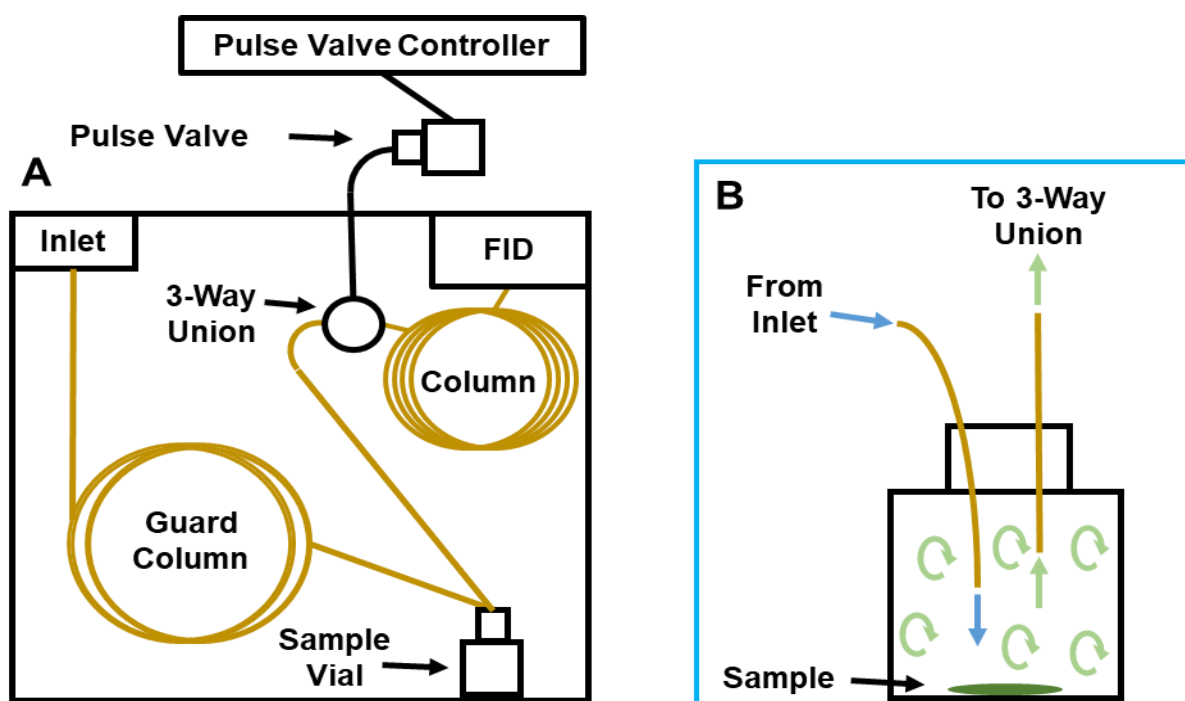 Pulse Valve Controller
Pulse Valve
A
Inlet
FID
3-Way
Union
Column
Guard
Column
Sample
Vial
B
To 3-Way
Union
From
Inlet
Sample